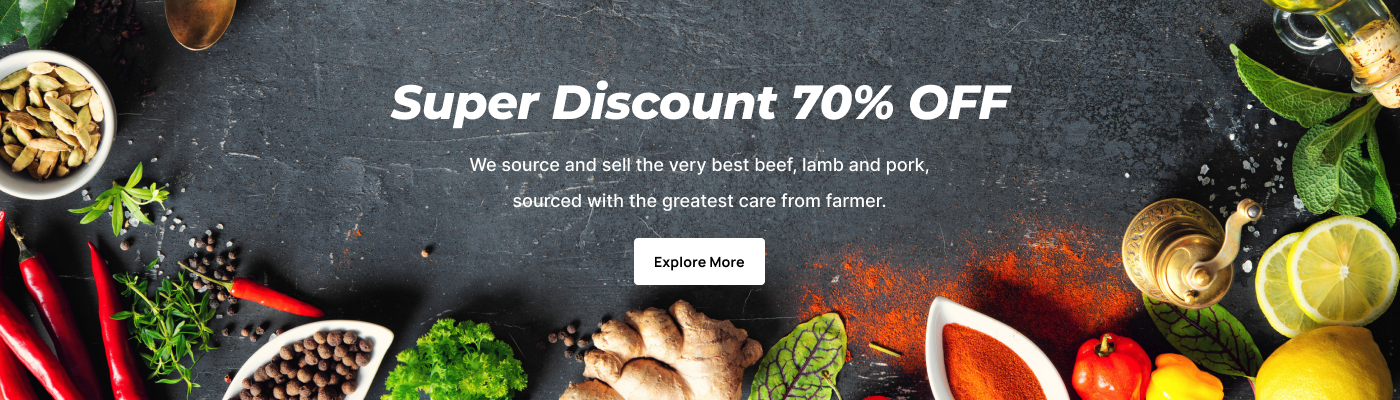 Super Discount 70% OFF
We source and sell the very best beef, lamb and pork,
sourced with the greatest care from farmer.
Explore More